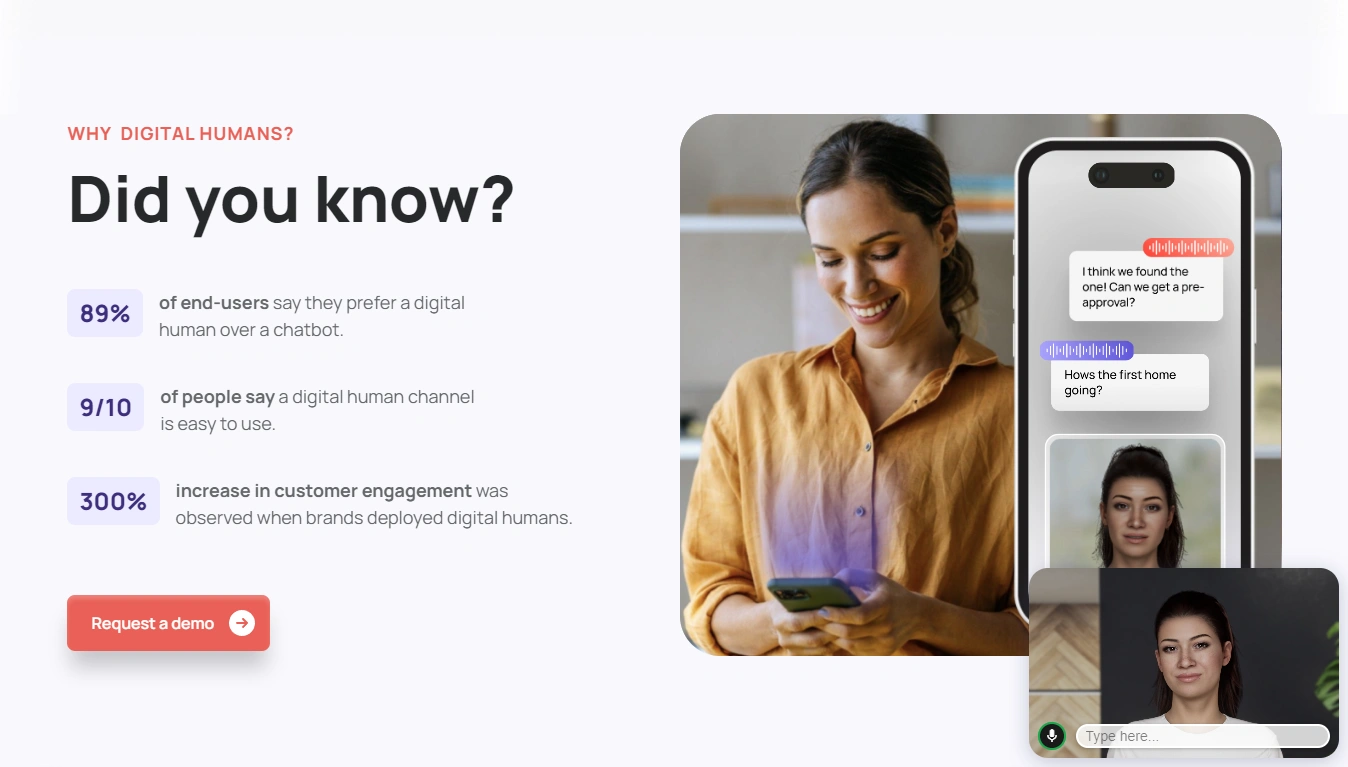 WHY DIGITAL HUMANS?
Did you know?
89%
of end-users say they prefer a digital
human over a chatbot.
9/10
of people say a digital human channel
is easy to use.
300%
increase in customer engagement was
observed when brands deployed digital humans.
Request a demo
I think we found the
one! Can we get a pre-
approval?
Hows the first home
going?
Type here...